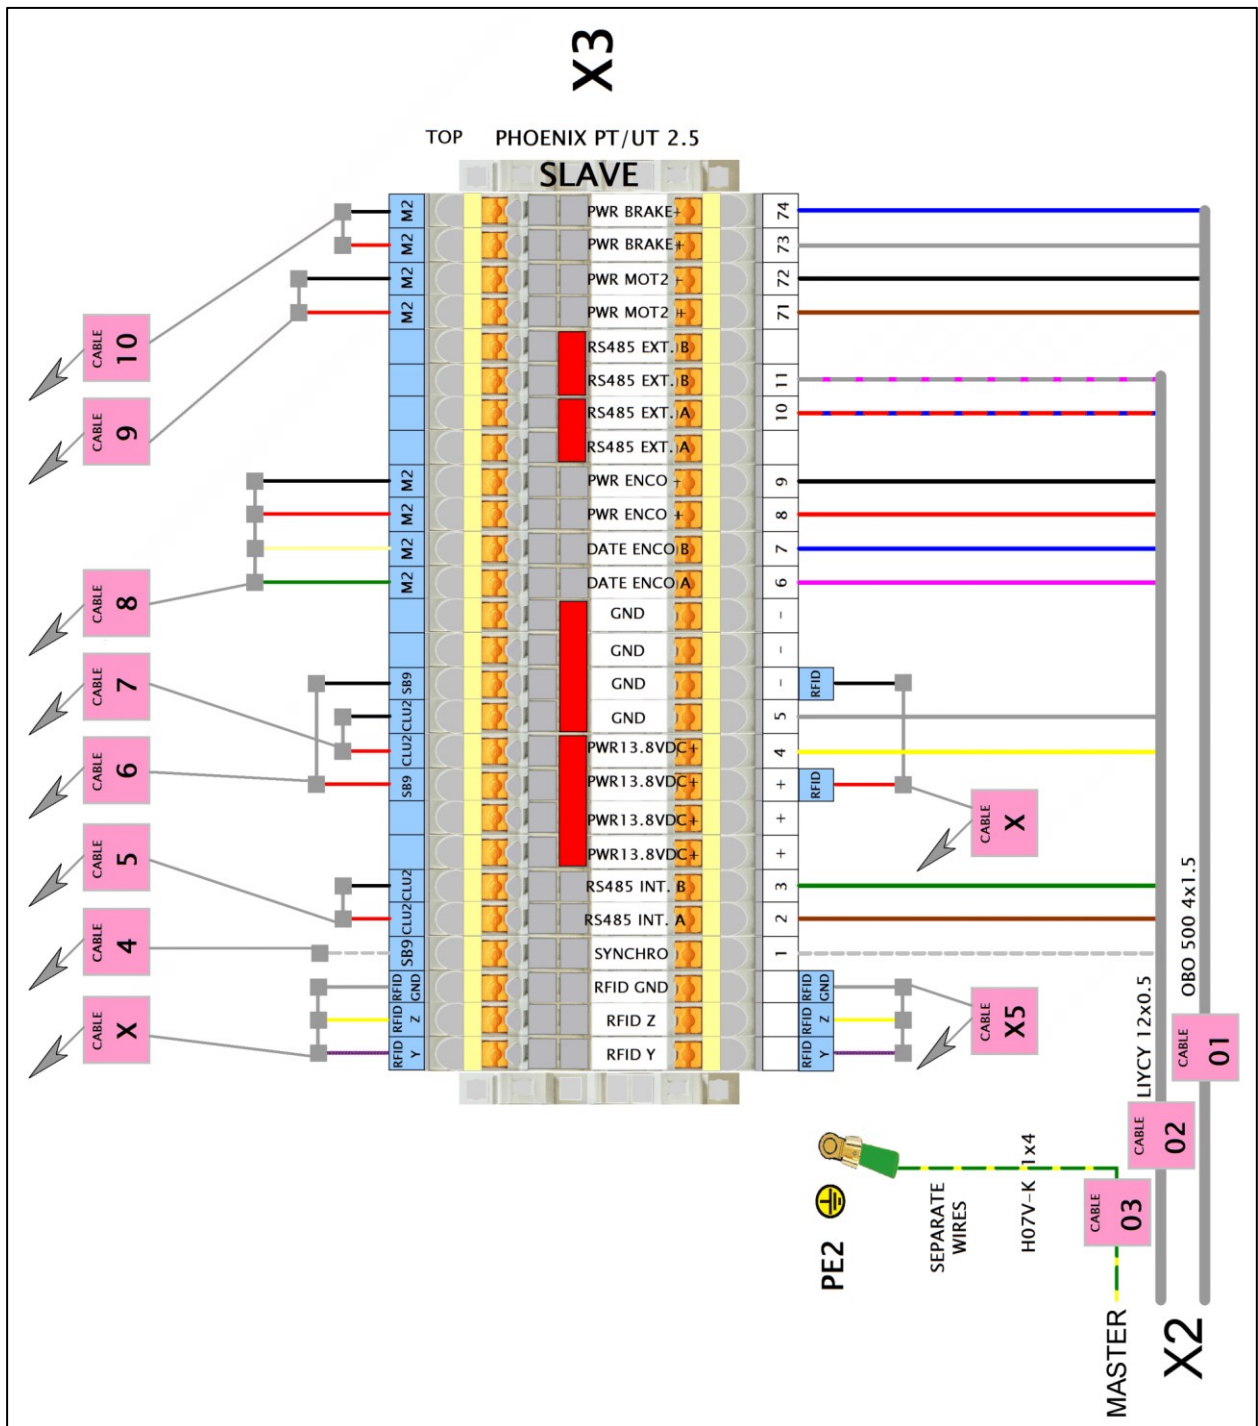 X3
TOP PHOENIX PT/UT 2.5
SLAVE
M2 PWR BRAKE+ 74
M2 PWR BRAKE+ 73
M2 PWR MOT2 + 72
M2 PWR MOT2 + 71
RS485 EXT. B
RS485 EXT. B 11
RS485 EXT. A 10
RS485 EXT. A
M2 PWR ENCO + 9
M2 PWR ENCO + 8
M2 DATE ENCO B 7
M2 DATE ENCO A 6
GND -
GND -
SB9 GND - RFID
CLU2 GND 5
CLU2 PWR13.8VDC+ 4
SB9 PWR13.8VDC+ + RFID
PWR13.8VDC+ +
PWR13.8VDC+ +
CLU2 RS485 INT. B 3
CLU2 RS485 INT. A 2
SB9 SYNCHRO 1
RFID GND RFID GND RFID GND
RFID Z RFID Z RFID Z
RFID Y RFID Y RFID Y
CABLE 10
CABLE 9
CABLE 8
CABLE 7
CABLE 6
CABLE 5
CABLE 4
CABLE X
CABLE X
CABLE X5
OBO 500 4x1.5
CABLE 01
LIYCY 12x0.5
CABLE 02
CABLE 03
PE2
SEPARATE
WIRES
H07V-K 1x4
MASTER
X2